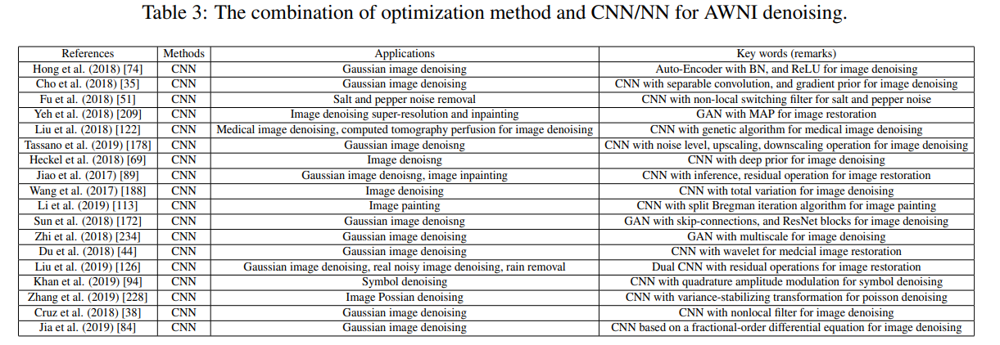 Table 3: The combination of optimization method and CNN/NN for AWNI denoising.
References Methods Applications Key words (remarks)
Hong et al. (2018) [74] CNN Gaussian image denoising Auto-Encoder with BN, and ReLU for image denoising
Cho et al. (2018) [35] CNN Gaussian image denoising CNN with separable convolution, and gradient prior for image denoising
Fu et al. (2018) [51] CNN Salt and pepper noise removal CNN with non-local switching filter for salt and pepper noise
Yeh et al. (2018) [209] CNN Image denoising super-resolution and inpainting GAN with MAP for image restoration
Liu et al. (2018) [122] CNN Medical image denoising, computed tomography perfusion for image denoising CNN with genetic algorithm for medical image denoising
Tassano et al. (2019) [178] CNN Gaussian image denoisng CNN with noise level, upscaling, downscaling operation for image denoising
Heckel et al. (2018) [69] CNN Image denoisng CNN with deep prior for image denoising
Jiao et al. (2017) [89] CNN Gaussian image denoisng, image inpainting CNN with inference, residual operation for image restoration
Wang et al. (2017) [188] CNN Image denoising CNN with total variation for image denoising
Li et al. (2019) [113] CNN Image painting CNN with split Bregman iteration algorithm for image painting
Sun et al. (2018) [172] CNN Gaussian image denoisng GAN with skip-connections, and ResNet blocks for image denoising
Zhi et al. (2018) [234] CNN Gaussian image denoising GAN with multiscale for image denoising
Du et al. (2018) [44] CNN Gaussian image denoising CNN with wavelet for medcial image restoration
Liu et al. (2019) [126] CNN Gaussian image denoising, real noisy image denoising, rain removal Dual CNN with residual operations for image restoration
Khan et al. (2019) [94] CNN Symbol denoising CNN with quadrature amplitude modulation for symbol denoising
Zhang et al. (2019) [228] CNN Image Possian denoising CNN with variance-stabilizing transformation for poisson denoising
Cruz et al. (2018) [38] CNN Gaussian image denoising CNN with nonlocal filter for image denoising
Jia et al. (2019) [84] CNN Gaussian image denoising CNN based on a fractional-order differential equation for image denoising